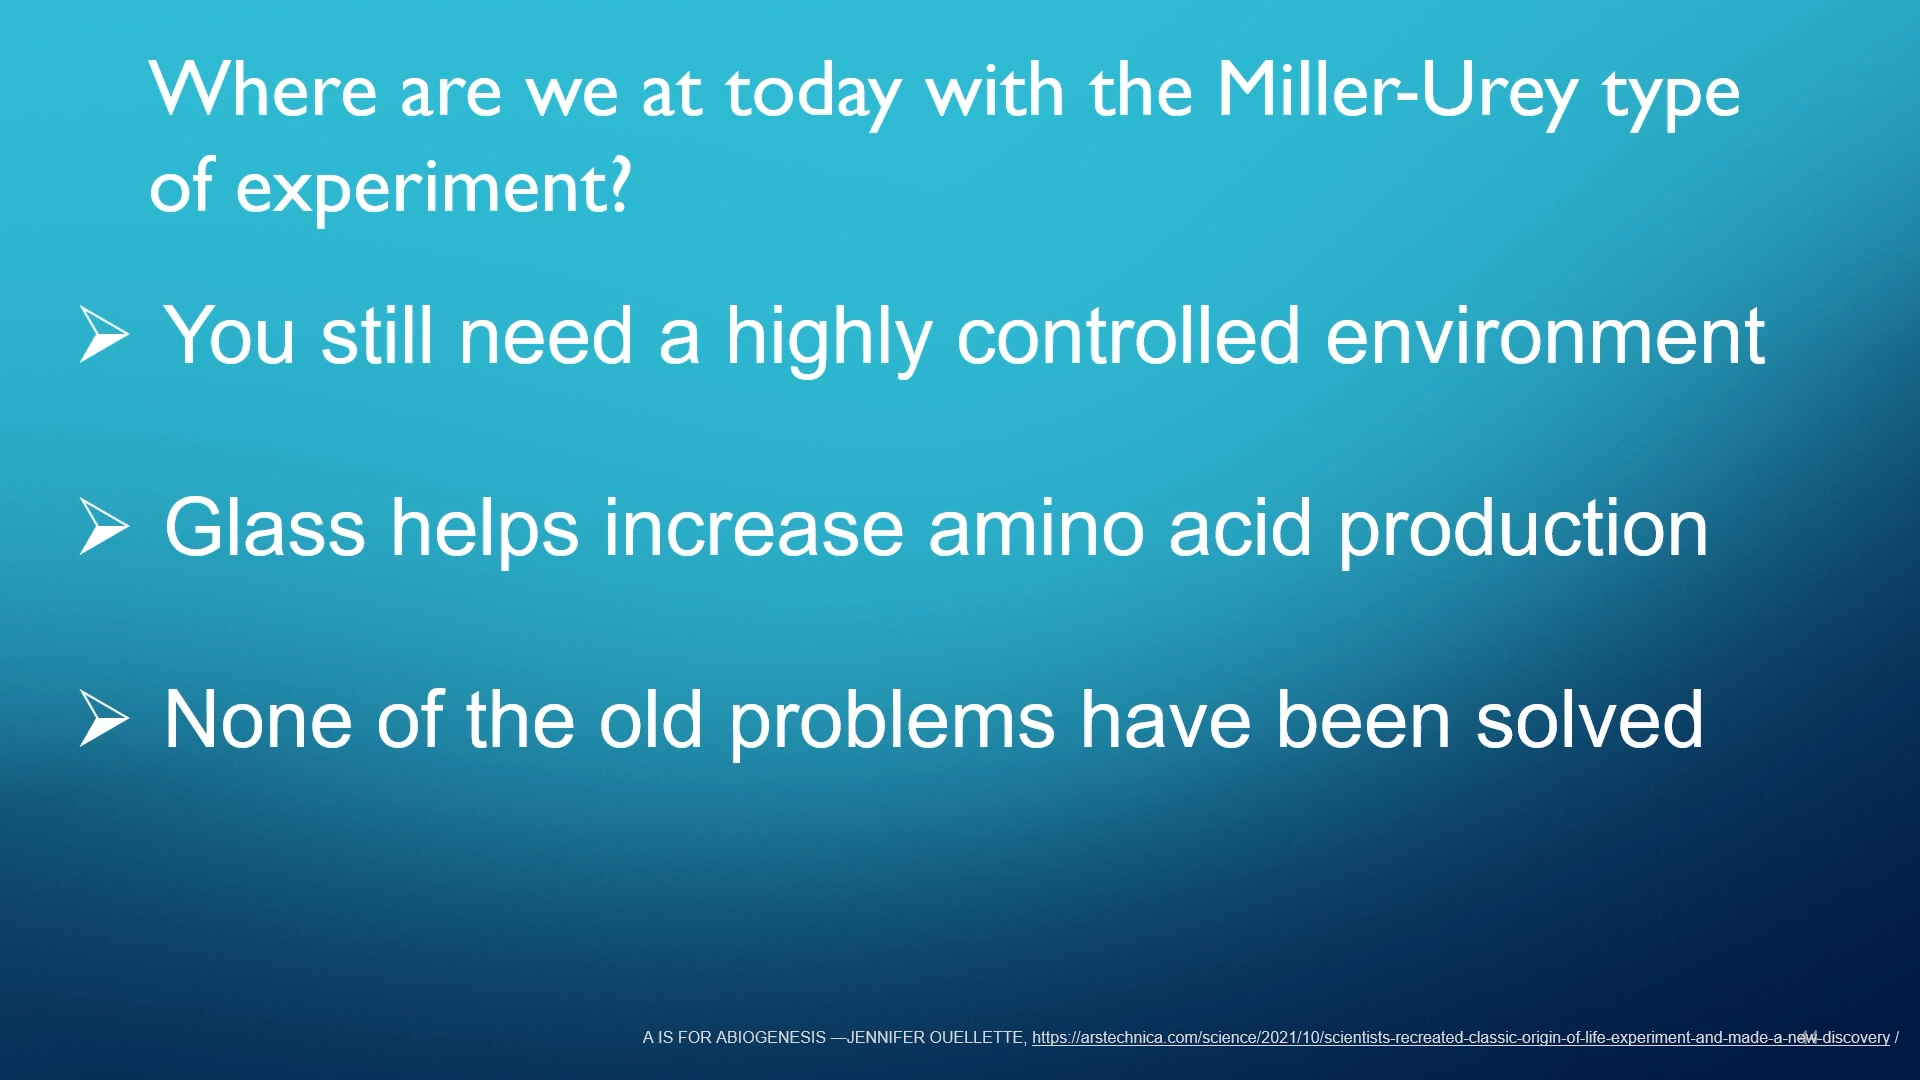 Where are we at today with the Miller-Urey type
of experiment?
➢ You still need a highly controlled environment
➢ Glass helps increase amino acid production
➢ None of the old problems have been solved
A IS FOR ABIOGENESIS —JENNIFER OUELLETTE, https://arstechnica.com/science/2021/10/scientists-recreated-classic-origin-of-life-experiment-and-made-a-new-discovery /